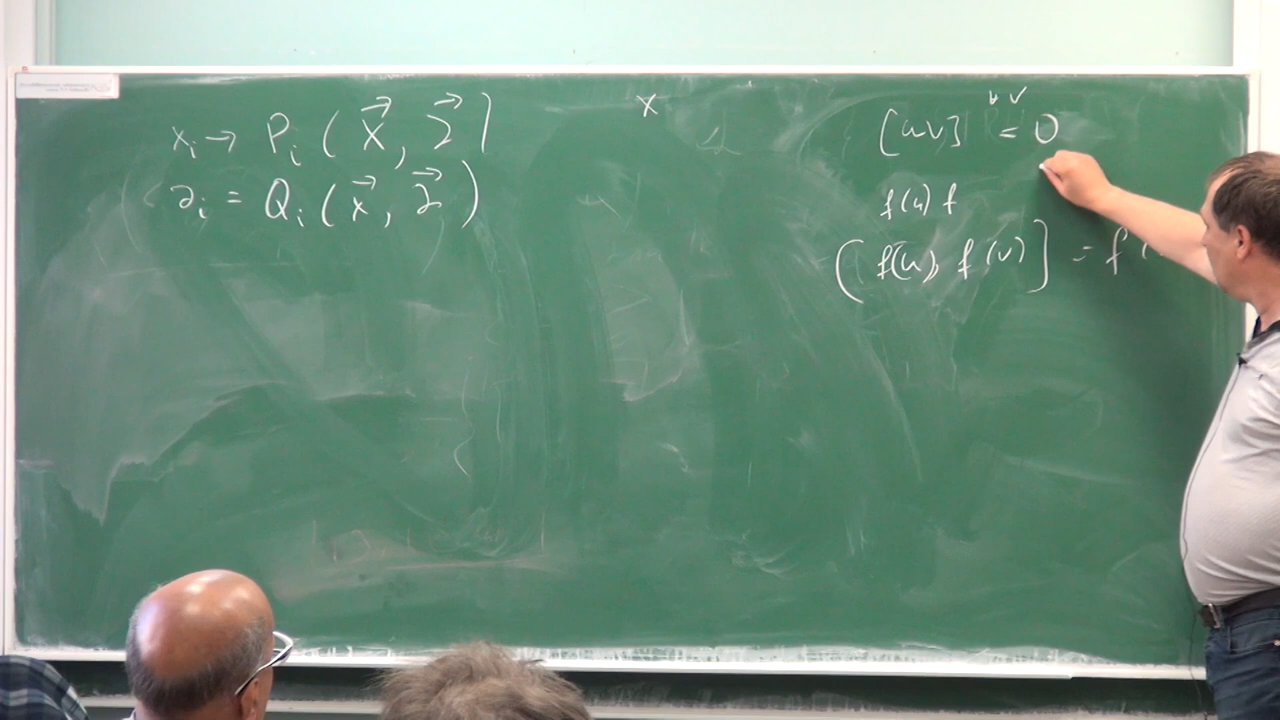 xᵢ → Pᵢ ( x⃗, ∂⃗ )
∂ᵢ = Qᵢ ( x⃗, ∂⃗ )
x
[u v] = 0
f(u) f
[ f(u), f(v) ] = f (